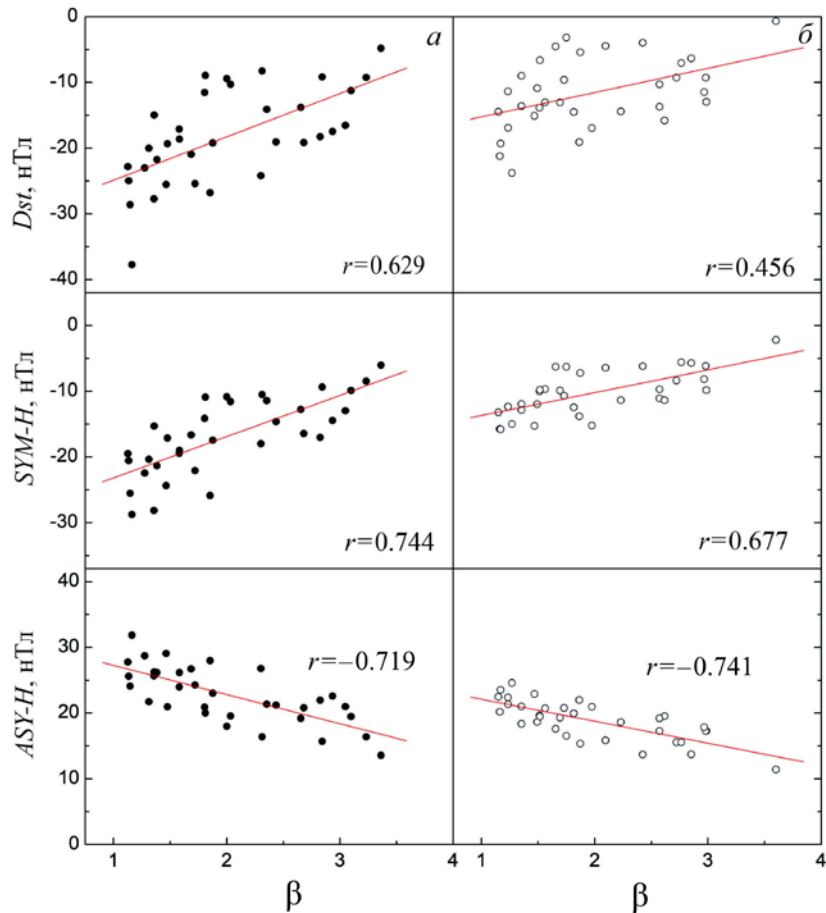 0
а
б
-10
-20
-30
-40
Dst, нТл
r=0.629
r=0.456
0
-10
-20
-30
SYM-H, нТл
r=0.744
r=0.677
40
30
20
10
0
ASY-H, нТл
r=−0.719
r=−0.741
1 2 3 4 1 2 3 4
β β